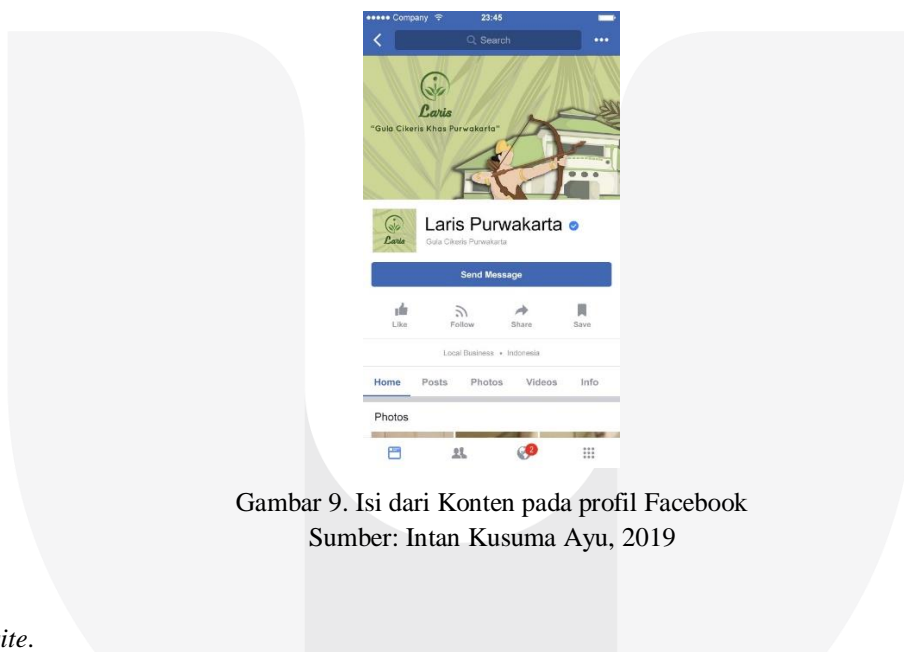 Company 23:45
Search
Laris
"Gula Cikeris Khas Purwakarta"
Laris
Laris Purwakarta
Gula Cikeris Purwakarta
Send Message
Like Follow Share Save
Local Business • Indonesia
Home Posts Photos Videos Info
Photos
2
Gambar 9. Isi dari Konten pada profil Facebook
Sumber: Intan Kusuma Ayu, 2019
ite.